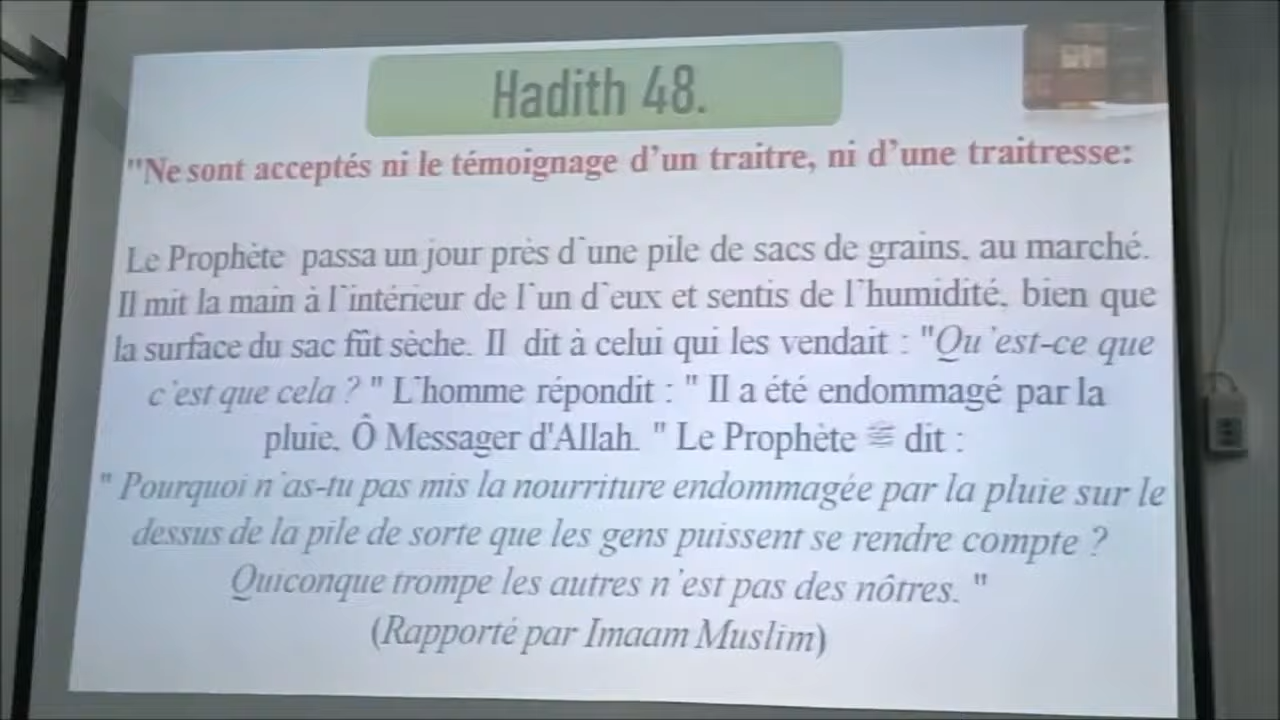 Hadith 48.
"Ne sont acceptés ni le témoignage d'un traitre, ni d'une traitresse:
Le Prophète passa un jour près d'une pile de sacs de grains, au marché.
Il mit la main à l'intérieur de l'un d'eux et sentis de l'humidité, bien que
la surface du sac fût sèche. Il dit à celui qui les vendait : "Qu'est-ce que
c'est que cela ? " L'homme répondit : " Il a été endommagé par la
pluie, Ô Messager d'Allah. " Le Prophète ﷺ dit :
" Pourquoi n'as-tu pas mis la nourriture endommagée par la pluie sur le
dessus de la pile de sorte que les gens puissent se rendre compte ?
Quiconque trompe les autres n'est pas des nôtres. "
(Rapporté par Imaam Muslim)